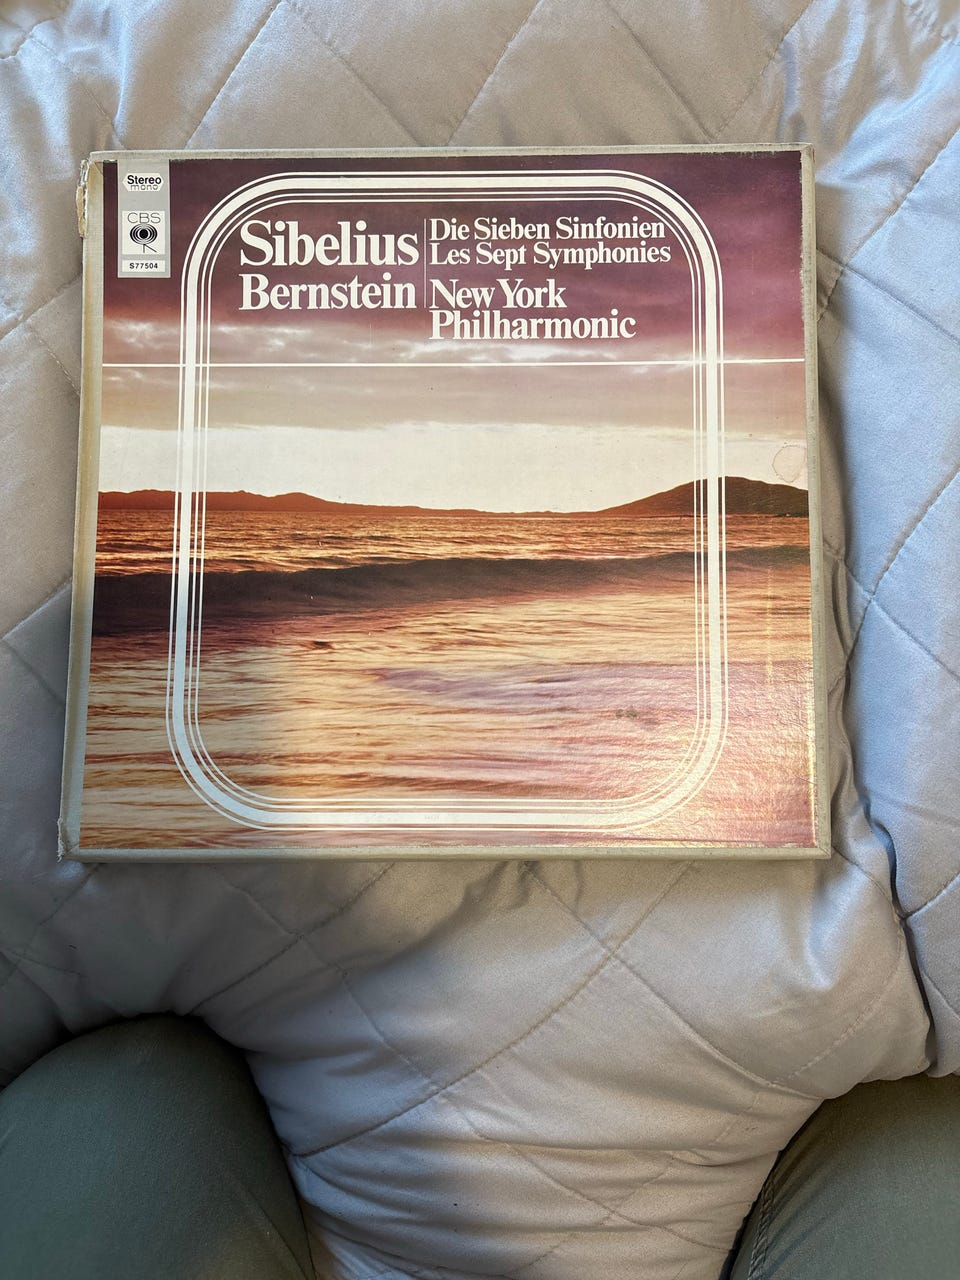 Stereo
mono
CBS
S77504
Sibelius
Bernstein
Die Sieben Sinfonien
Les Sept Symphonies
New York
Philharmonic